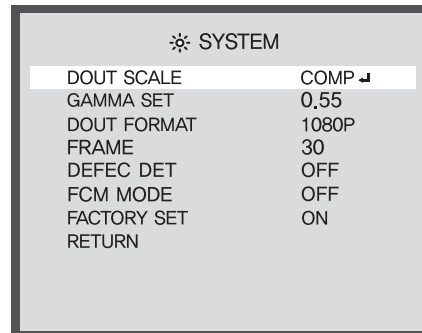 SYSTEM
DOUT SCALE COMP
GAMMA SET 0.55
DOUT FORMAT 1080P
FRAME 30
DEFEC DET OFF
FCM MODE OFF
FACTORY SET ON
RETURN